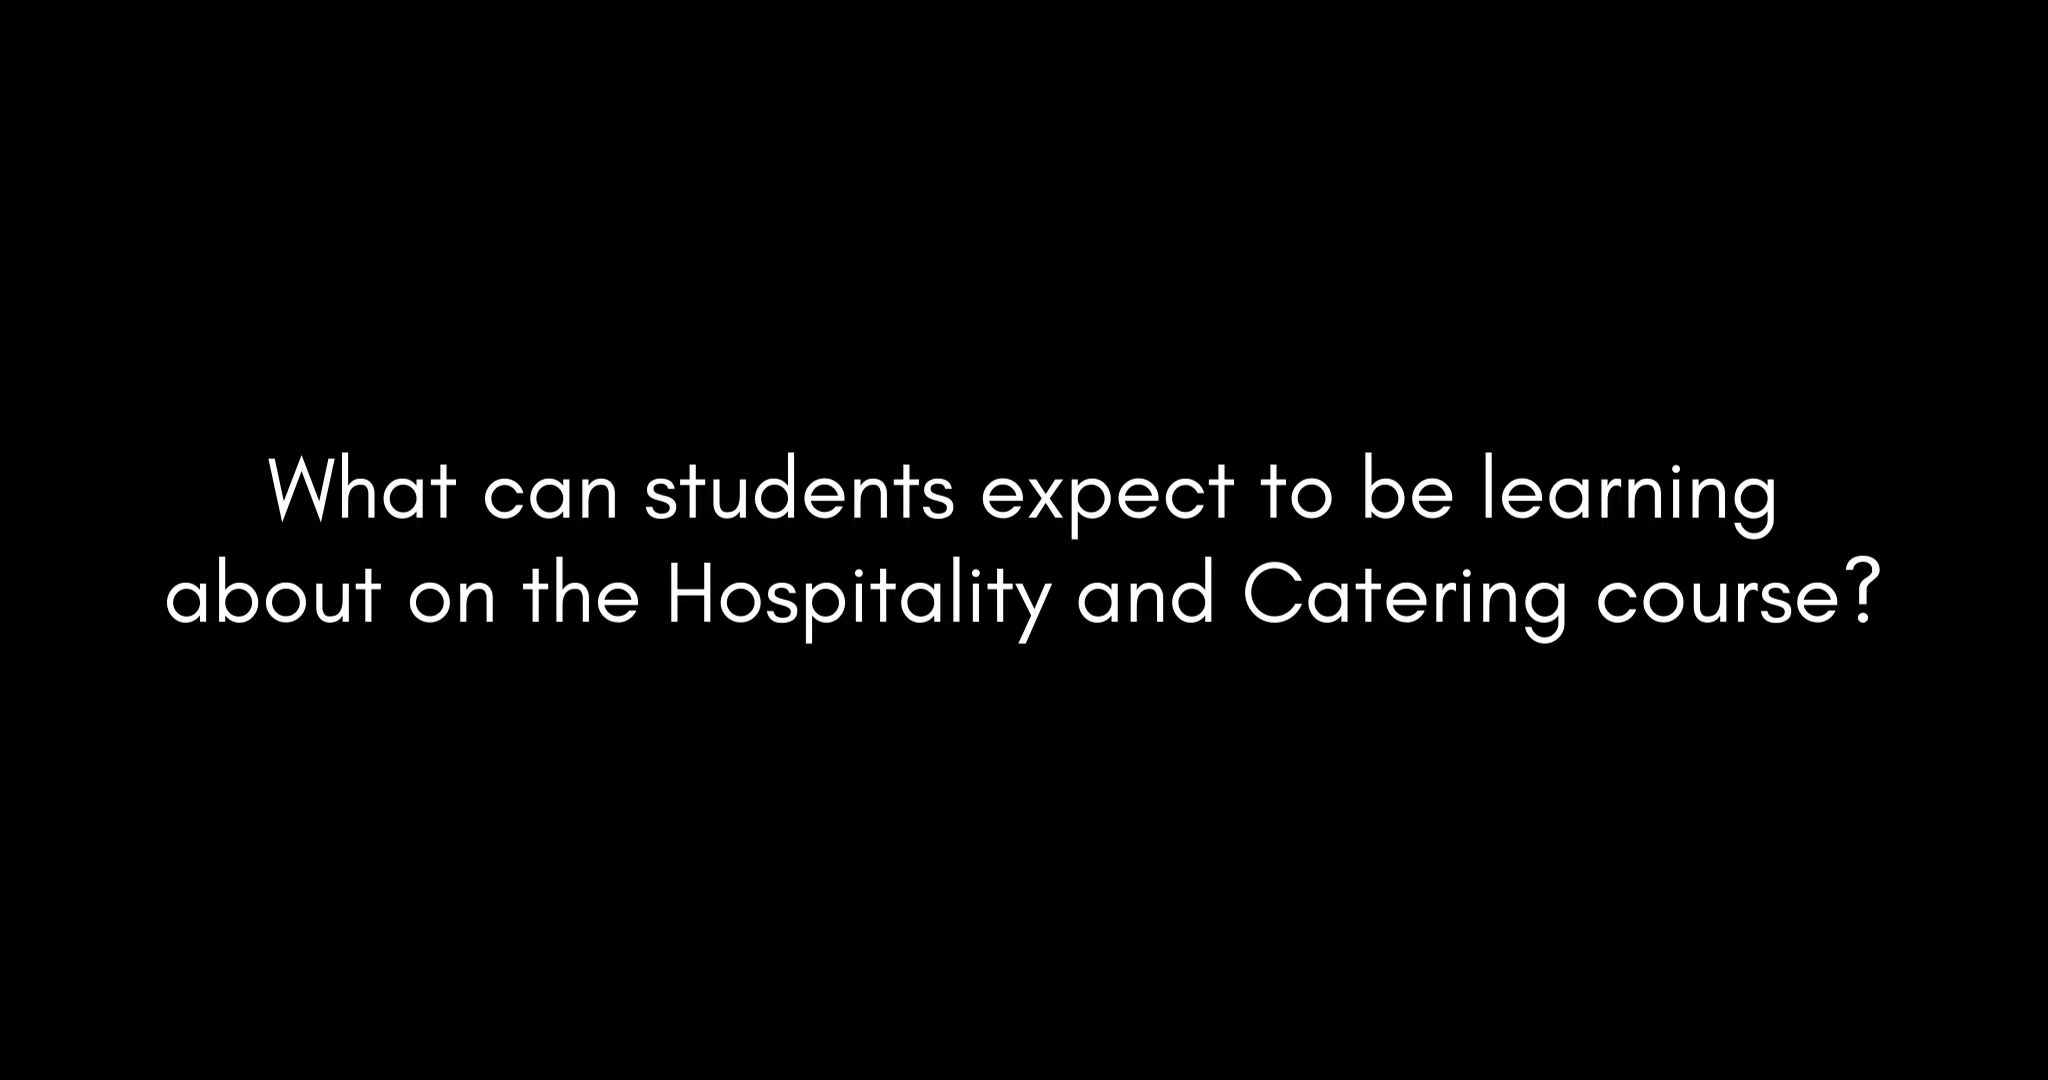 What can students expect to be learning
about on the Hospitality and Catering course?